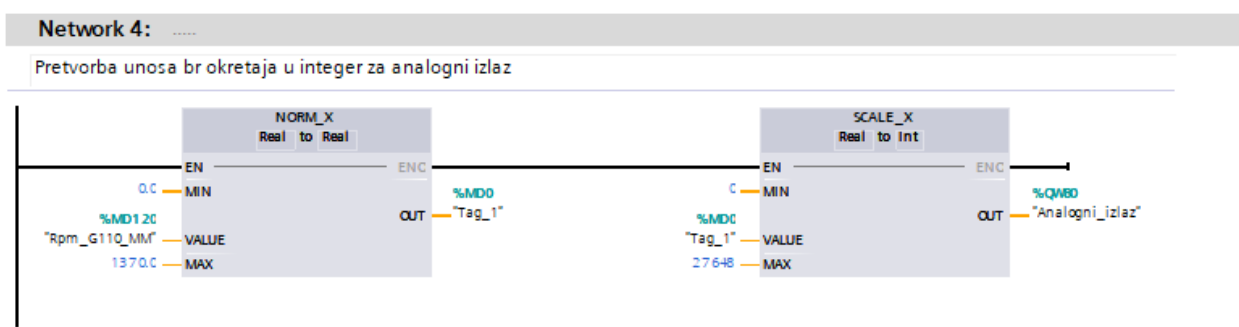 Network 4: .....
Pretvorba unosa br okretaja u integer za analogni izlaz
NORM_X
Real to Real
EN ENO
0.0 MIN
%MD120
"Rpm_G110_MM" VALUE
1370.0 MAX
%MD0
OUT "Tag_1"
SCALE_X
Real to Int
EN ENO
0 MIN
%MD0
"Tag_1" VALUE
27648 MAX
%QW80
OUT "Analogni_izlaz"